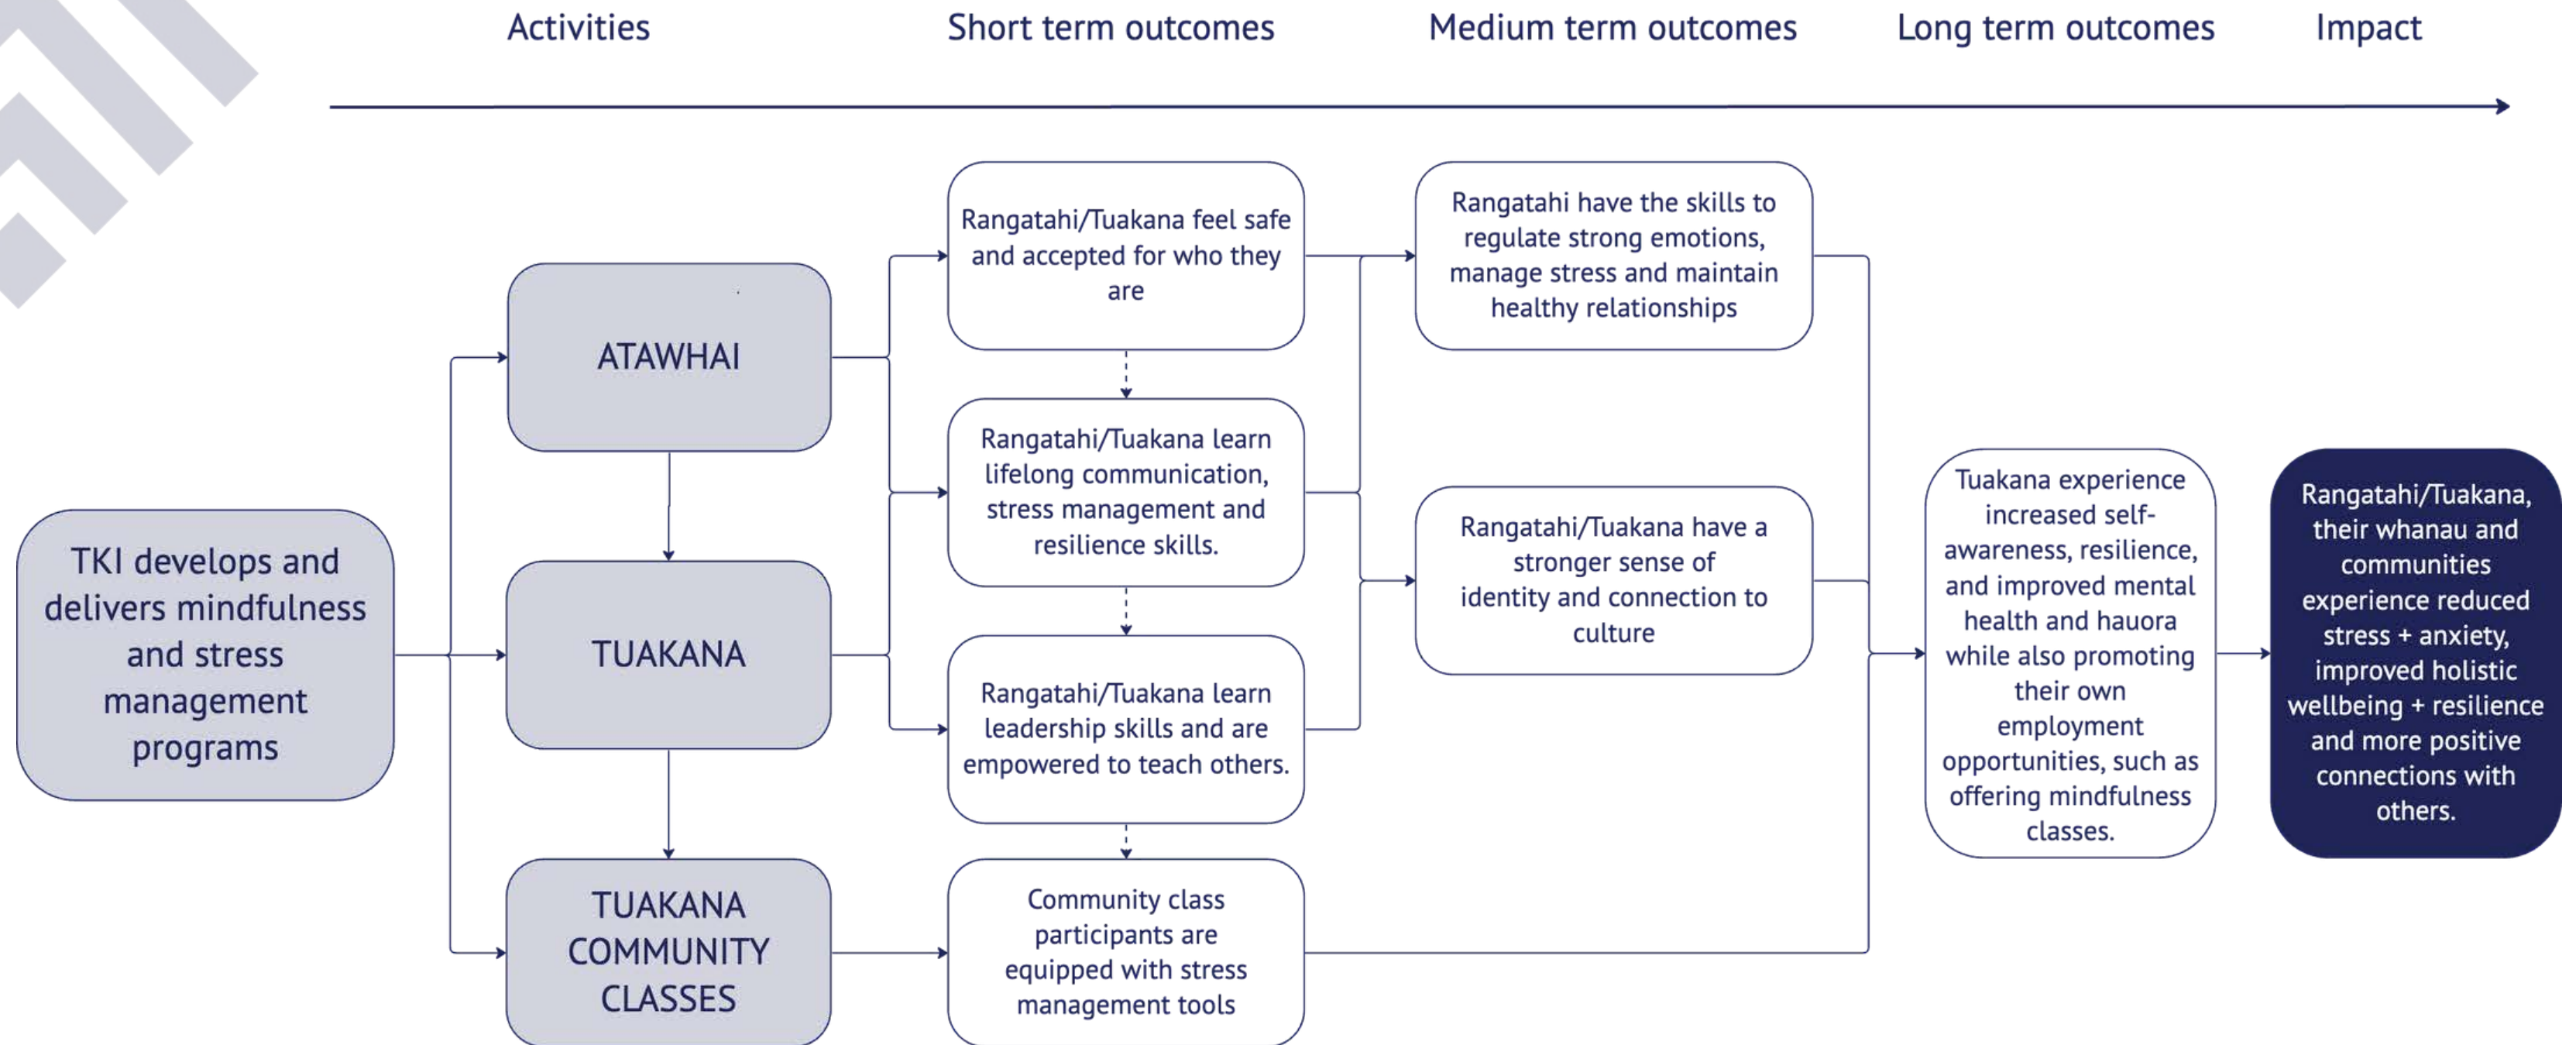 Activities
Short term outcomes
Medium term outcomes
Long term outcomes
Impact
TKI develops and
delivers mindfulness
and stress
management
programs
ATAWHAI
TUAKANA
TUAKANA
COMMUNITY
CLASSES
Rangatahi/Tuakana feel safe
and accepted for who they
are
Rangatahi/Tuakana learn
lifelong communication,
stress management and
resilience skills.
Rangatahi/Tuakana learn
leadership skills and are
empowered to teach others.
Community class
participants are
equipped with stress
management tools
Rangatahi have the skills to
regulate strong emotions,
manage stress and maintain
healthy relationships
Rangatahi/Tuakana have a
stronger sense of
identity and connection to
culture
Tuakana experience
increased self-
awareness, resilience,
and improved mental
health and hauora
while also promoting
their own
employment
opportunities, such as
offering mindfulness
classes.
Rangatahi/Tuakana,
their whanau and
communities
experience reduced
stress + anxiety,
improved holistic
wellbeing + resilience
and more positive
connections with
others.